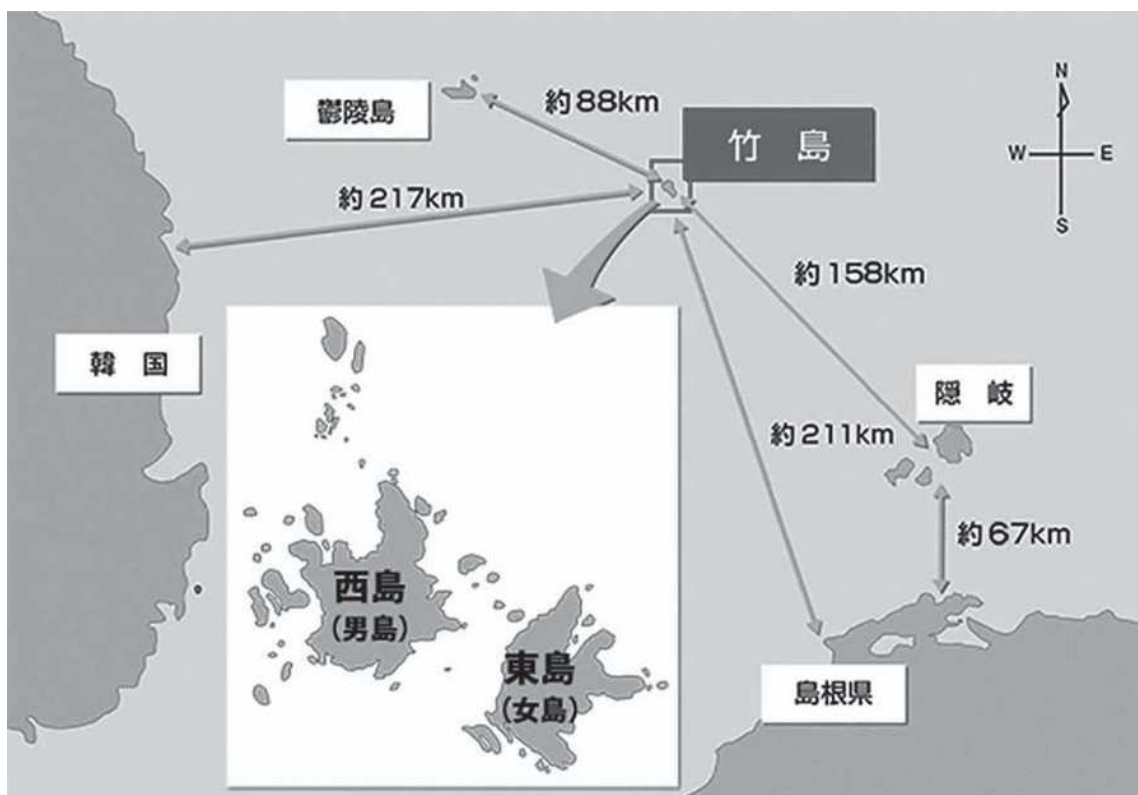 鬱陵島
約88km
竹　島
N
W
E
S
約217km
約158km
韓　国
隠　岐
約211km
約67km
西島
(男島)
東島
(女島)
島根県